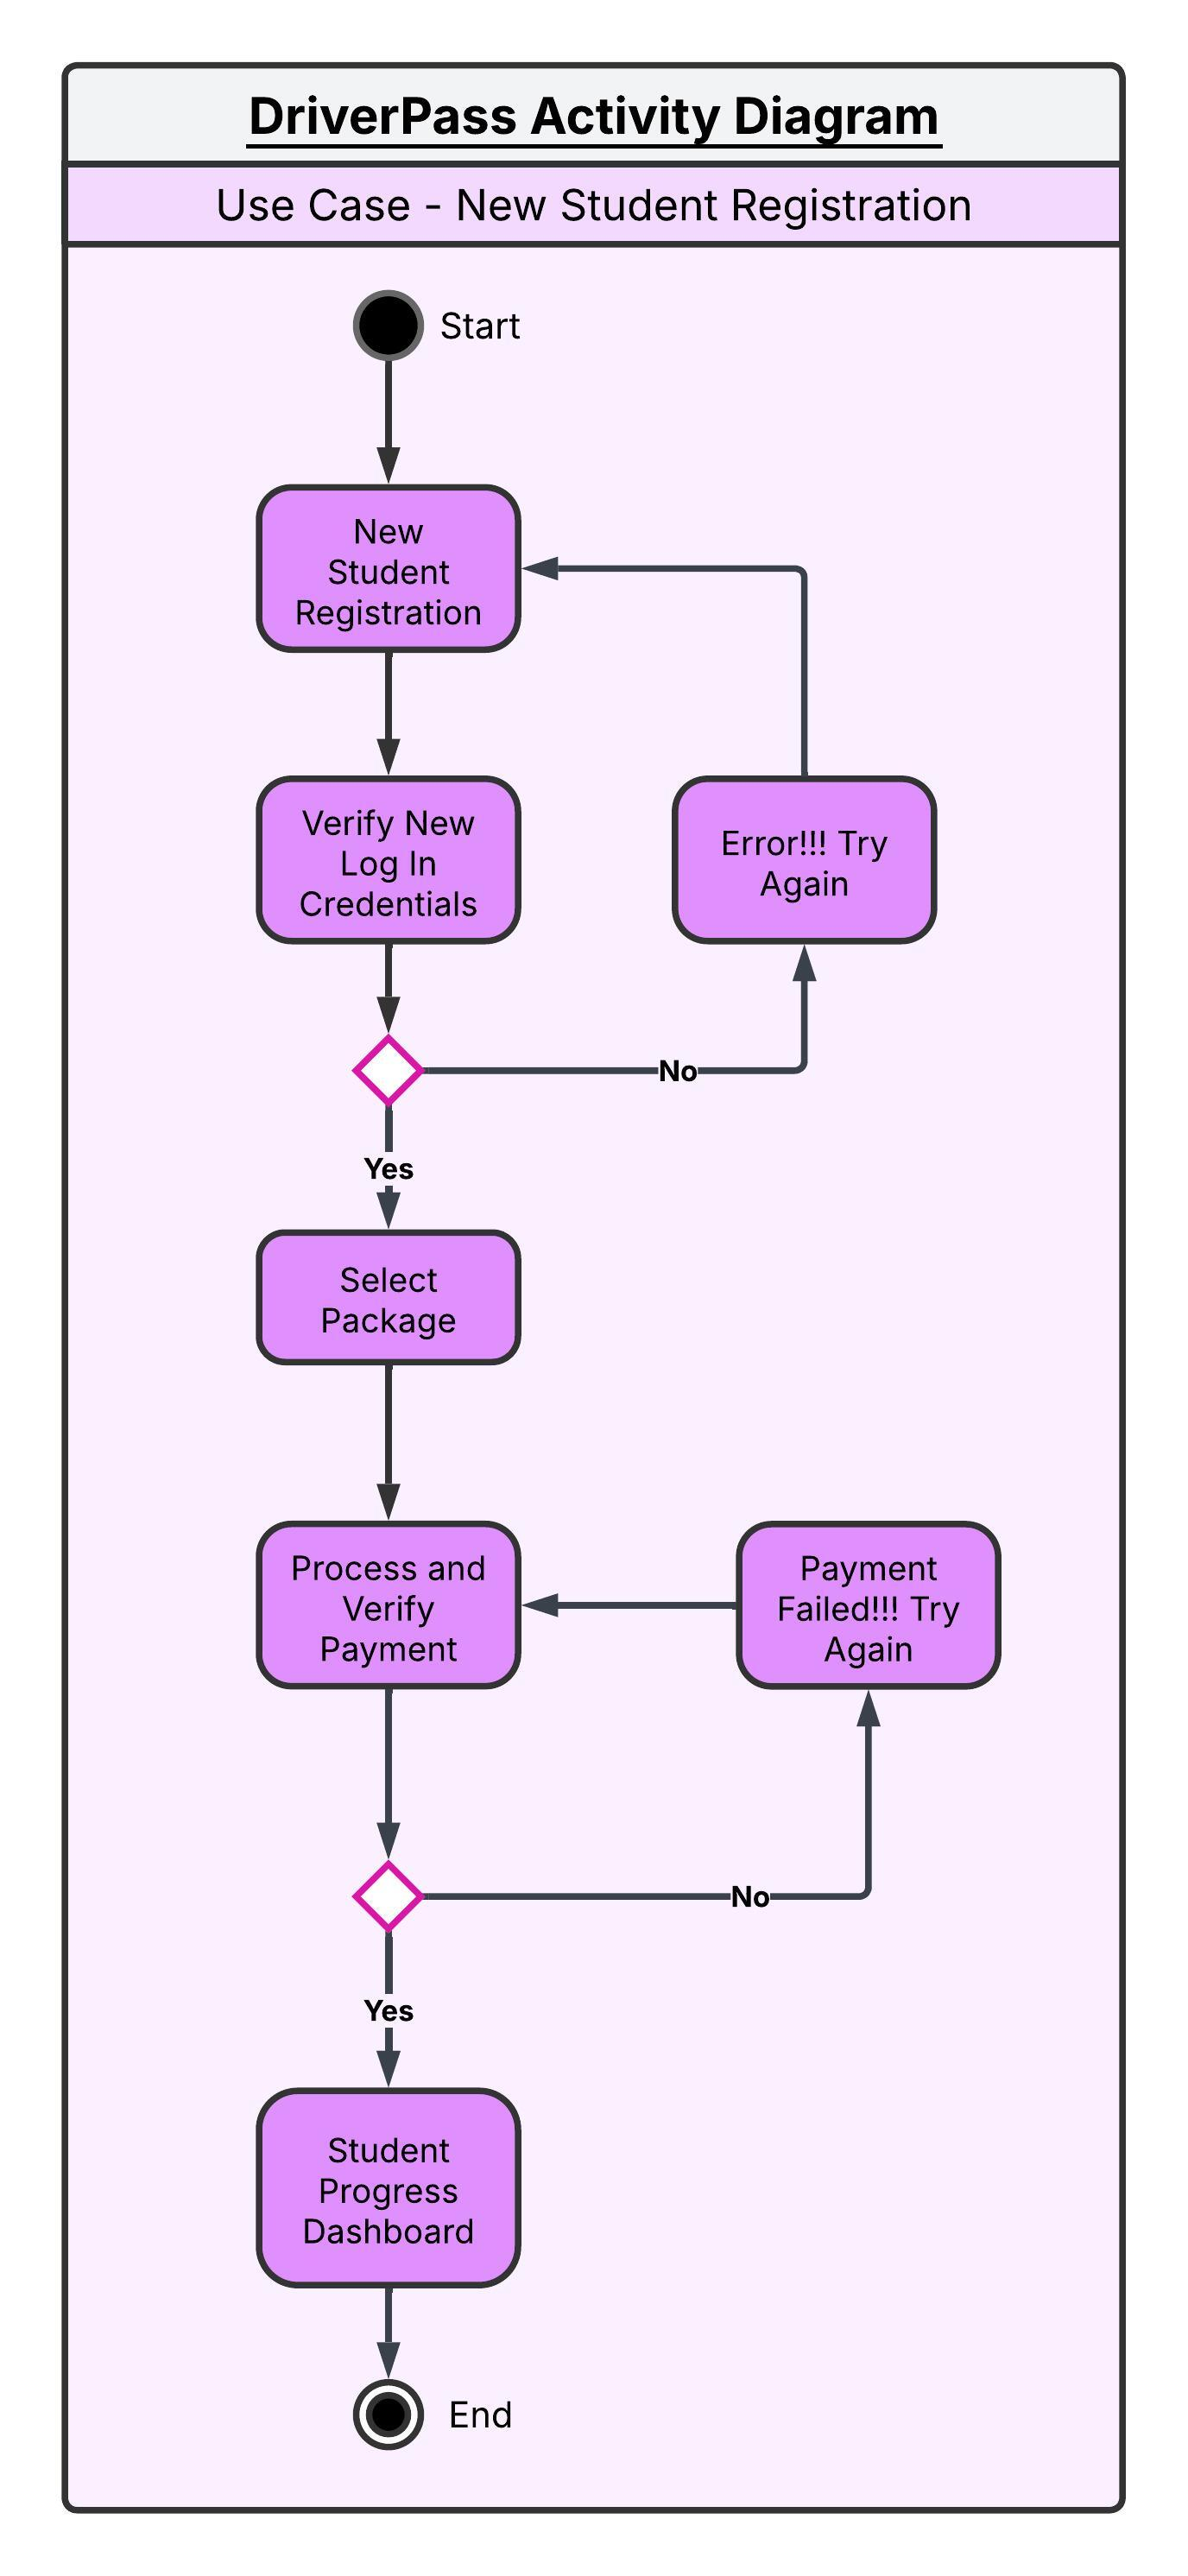 DriverPass Activity Diagram
Use Case - New Student Registration
Start
New
Student
Registration
Verify New
Log In
Credentials
Error!!! Try
Again
No
Yes
Select
Package
Process and
Verify
Payment
Payment
Failed!!! Try
Again
No
Yes
Student
Progress
Dashboard
End